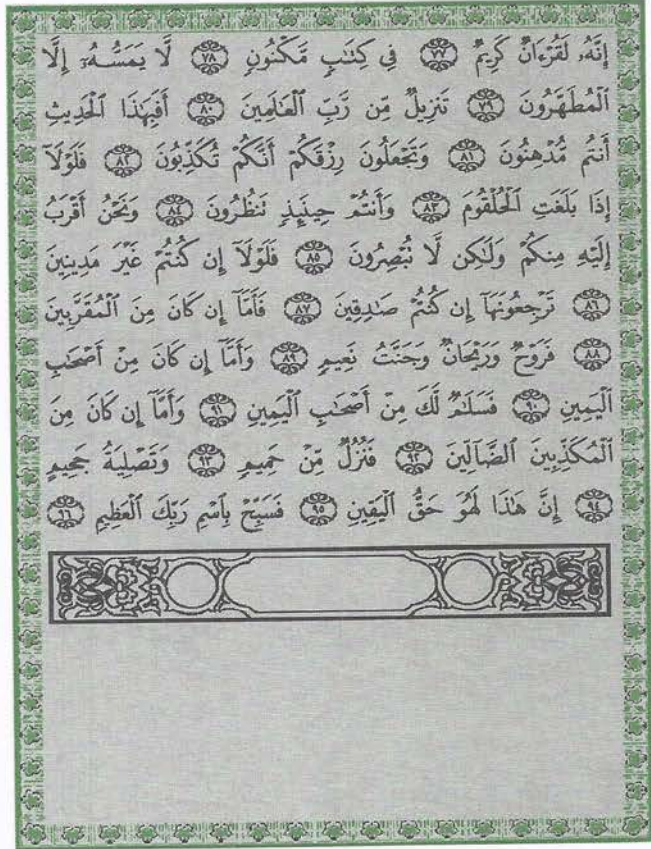 إِنَّهُۥ لَقُرْءَانٌ كَرِيمٌ ٧٧ فِى كِتَٰبٍ مَّكْنُونٍ ٧٨ لَّا يَمَسُّهُۥٓ إِلَّا
ٱلْمُطَهَّرُونَ ٧٩ تَنزِيلٌ مِّن رَّبِّ ٱلْعَٰلَمِينَ ٨٠ أَفَبِهَٰذَا ٱلْحَدِيثِ
أَنتُم مُّدْهِنُونَ ٨١ وَتَجْعَلُونَ رِزْقَكُمْ أَنَّكُمْ تُكَذِّبُونَ ٨٢ فَلَوْلَآ
إِذَا بَلَغَتِ ٱلْحُلْقُومَ ٨٣ وَأَنتُمْ حِينَئِذٍ تَنظُرُونَ ٨٤ وَنَحْنُ أَقْرَبُ
إِلَيْهِ مِنكُمْ وَلَٰكِن لَّا تُبْصِرُونَ ٨٥ فَلَوْلَآ إِن كُنتُمْ غَيْرَ مَدِينِينَ
٨٦ تَرْجِعُونَهَآ إِن كُنتُمْ صَٰدِقِينَ ٨٧ فَأَمَّآ إِن كَانَ مِنَ ٱلْمُقَرَّبِينَ
٨٨ فَرَوْحٌ وَرَيْحَانٌ وَجَنَّتُ نَعِيمٍ ٨٩ وَأَمَّآ إِن كَانَ مِنْ أَصْحَٰبِ
ٱلْيَمِينِ ٩٠ فَسَلَٰمٌ لَّكَ مِنْ أَصْحَٰبِ ٱلْيَمِينِ ٩١ وَأَمَّآ إِن كَانَ مِنَ
ٱلْمُكَذِّبِينَ ٱلضَّآلِّينَ ٩٢ فَنُزُلٌ مِّنْ حَمِيمٍ ٩٣ وَتَصْلِيَةُ جَحِيمٍ
٩٤ إِنَّ هَٰذَا لَهُوَ حَقُّ ٱلْيَقِينِ ٩٥ فَسَبِّحْ بِٱسْمِ رَبِّكَ ٱلْعَظِيمِ ٩٦